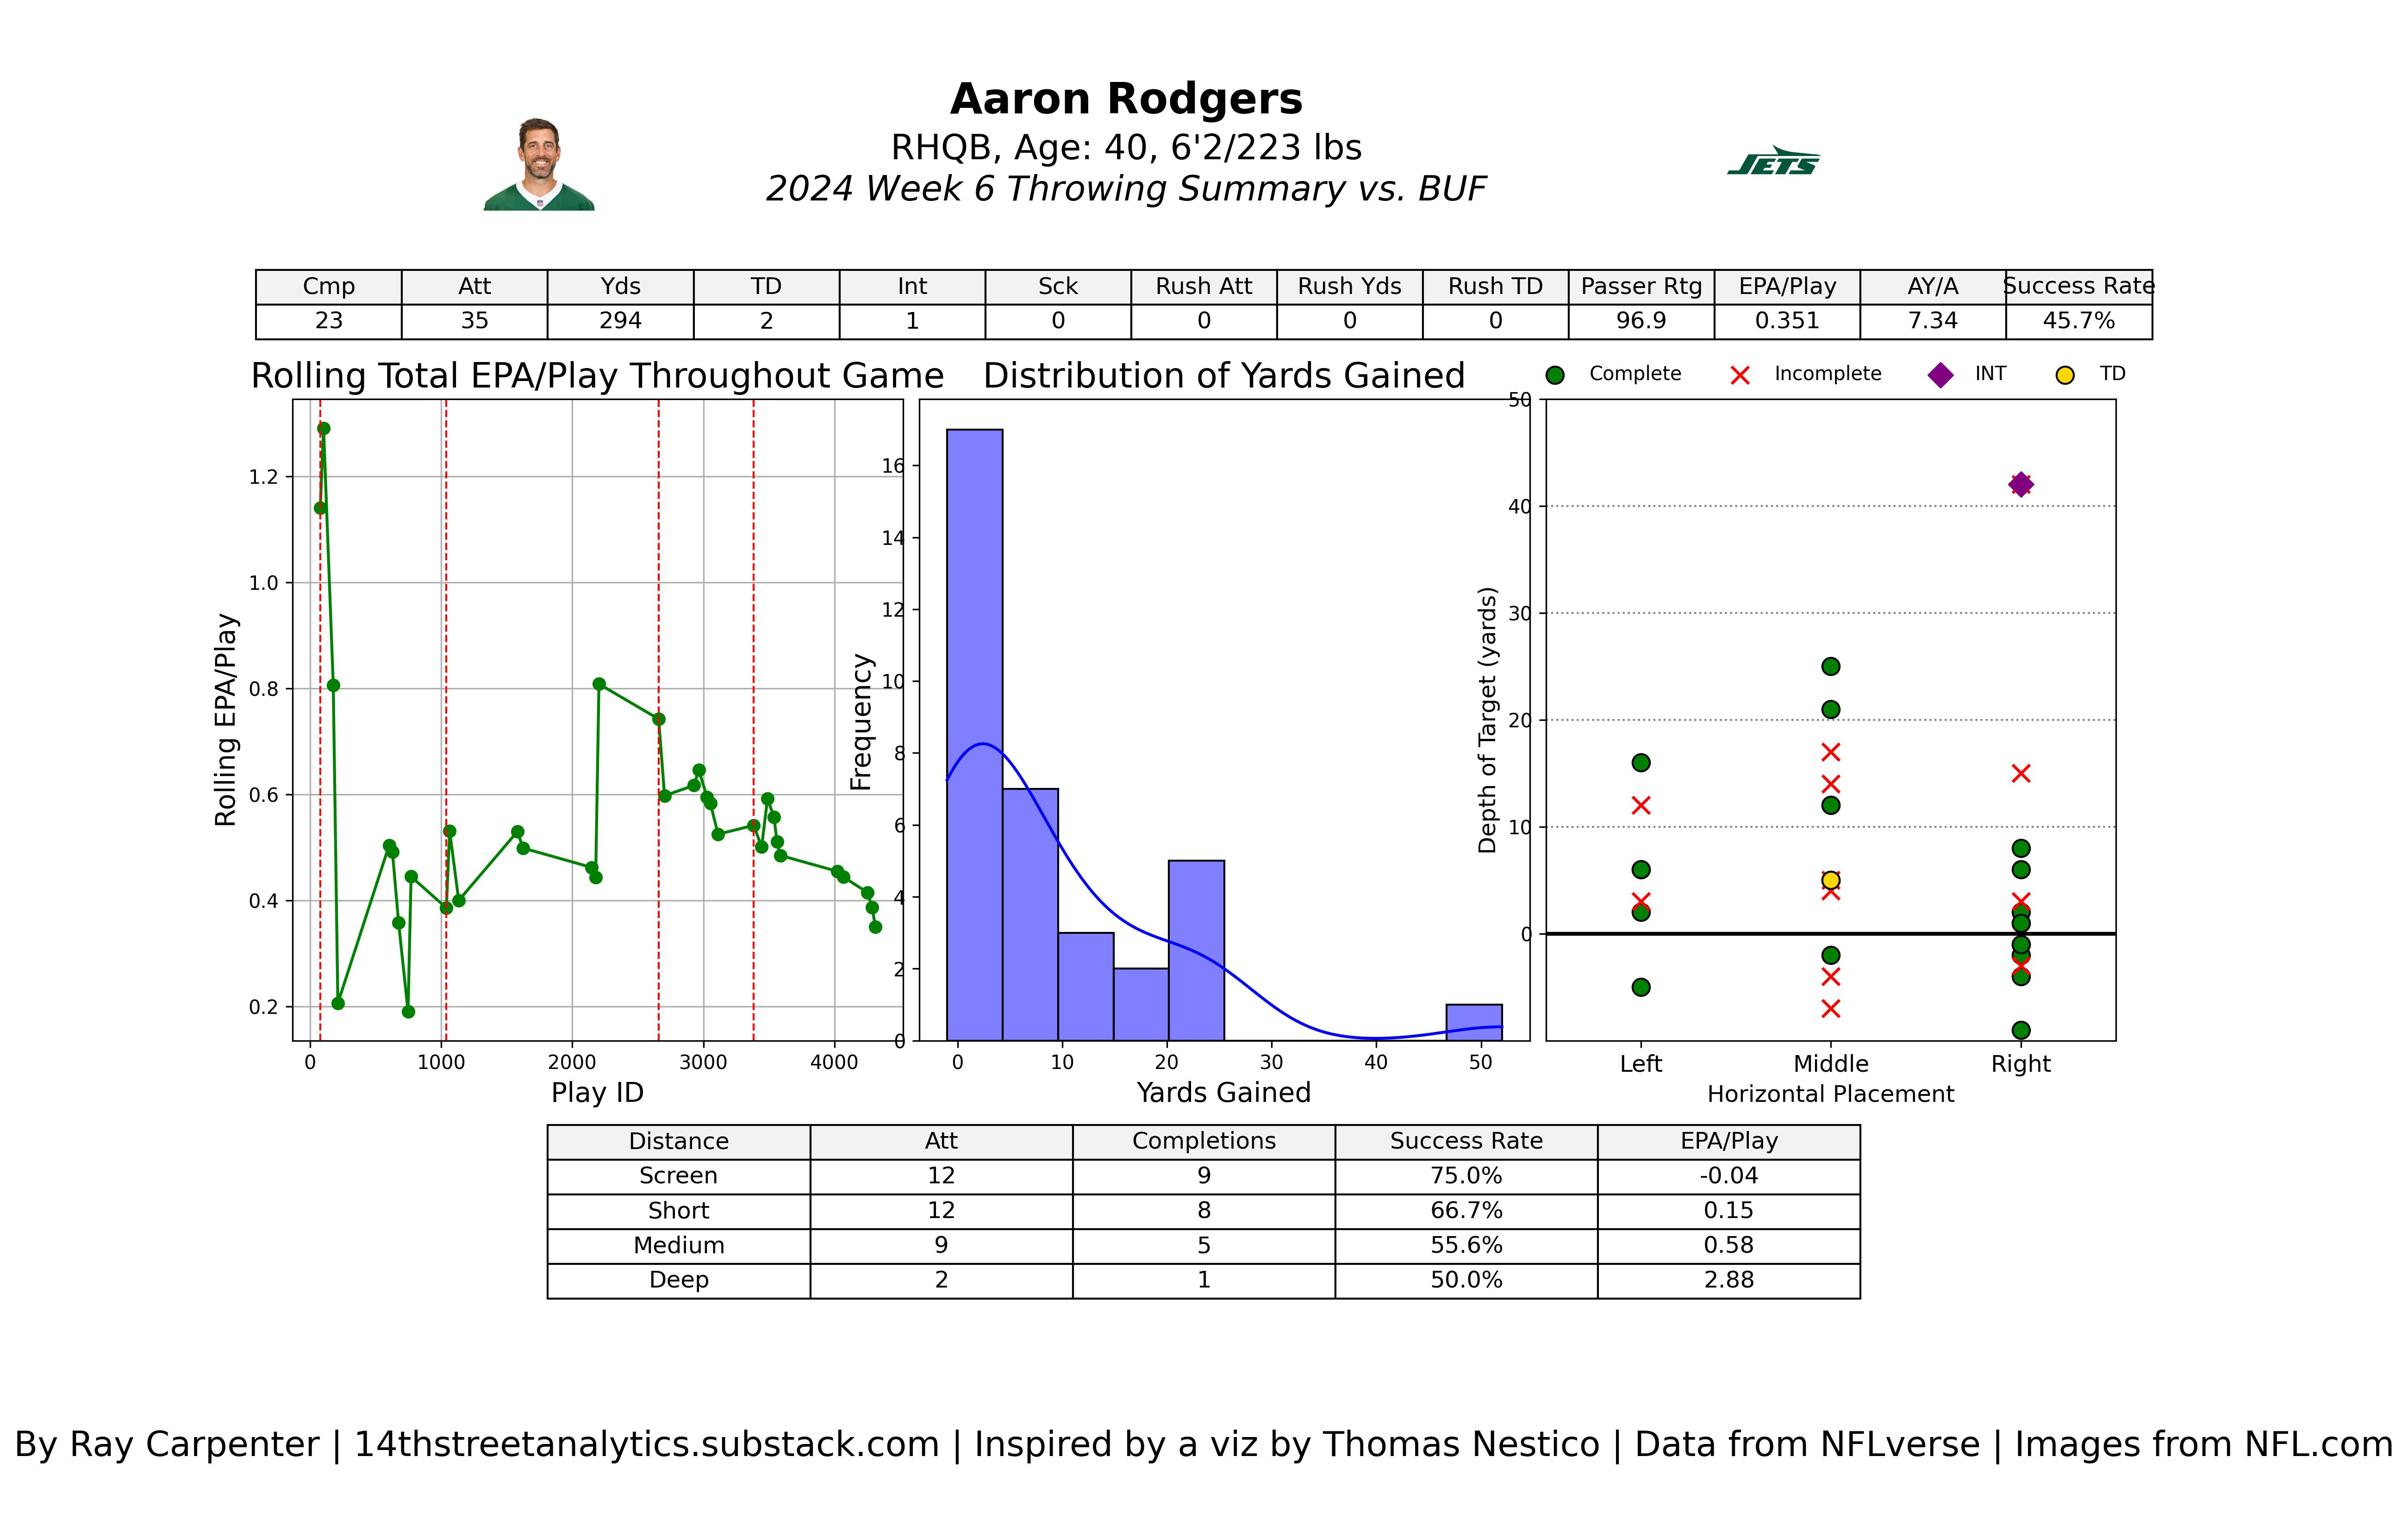 Aaron Rodgers
RHQB, Age: 40, 6'2/223 lbs
2024 Week 6 Throwing Summary vs. BUF
JETS
Cmp Att Yds TD Int Sck Rush Att Rush Yds Rush TD Passer Rtg EPA/Play AY/A Success Rate
23 35 294 2 1 0 0 0 0 96.9 0.351 7.34 45.7%
Rolling Total EPA/Play Throughout Game
Rolling EPA/Play
1.2
1.0
0.8
0.6
0.4
0.2
0 1000 2000 3000 4000
Play ID
Distribution of Yards Gained
Frequency
16
14
12
10
8
6
4
2
0
0 10 20 30 40 50
Yards Gained
Complete Incomplete INT TD
Depth of Target (yards)
50
40
30
20
10
0
Left Middle Right
Horizontal Placement
Distance Att Completions Success Rate EPA/Play
Screen 12 9 75.0% -0.04
Short 12 8 66.7% 0.15
Medium 9 5 55.6% 0.58
Deep 2 1 50.0% 2.88
By Ray Carpenter | 14thstreetanalytics.substack.com | Inspired by a viz by Thomas Nestico | Data from NFLverse | Images from NFL.com